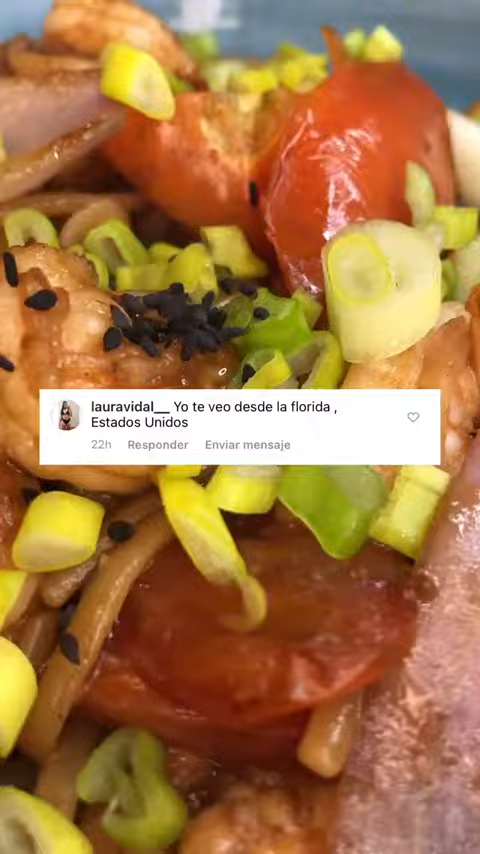 lauravidal__ Yo te veo desde la florida ,
Estados Unidos
22h Responder Enviar mensaje